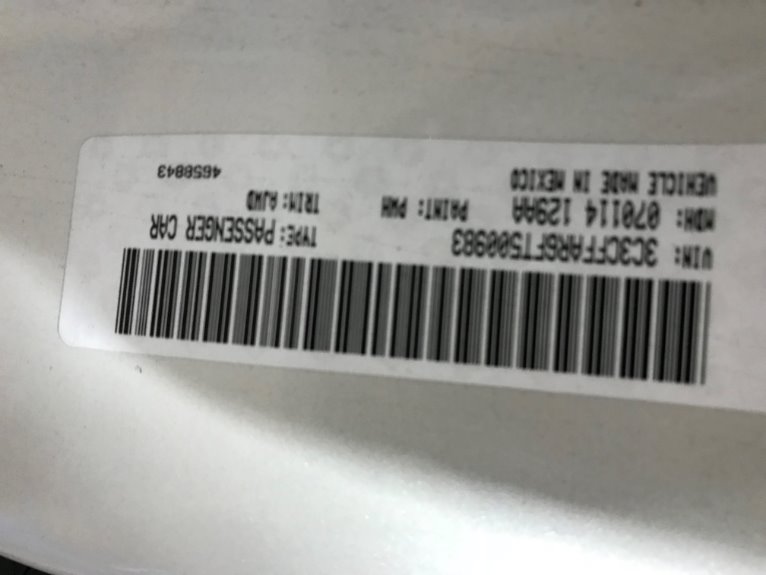 VIN: 3C3CFFAR6FT500983 TYPE: PASSENGER CAR
MDH: 070114 129AA PAINT: PWH TRIM: AJWD
VEHICLE MADE IN MEXICO 4658843